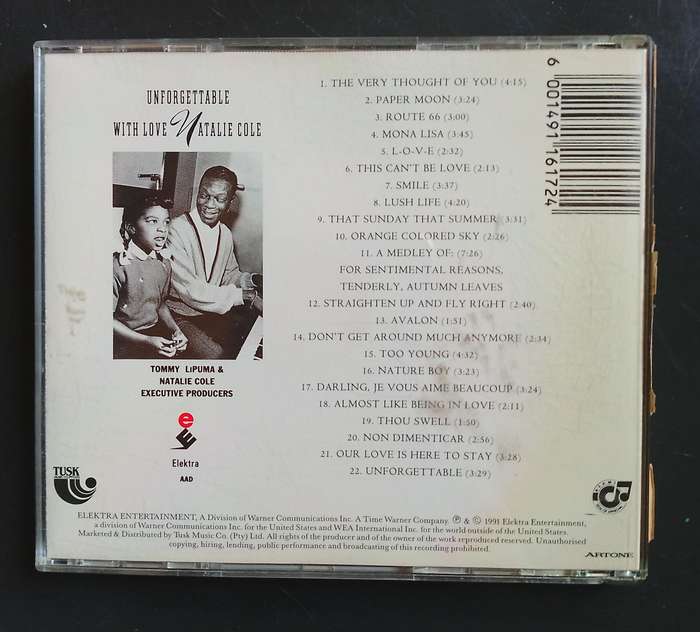 UNFORGETTABLE
WITH LOVE NATALIE COLE
TOMMY LiPUMA &
NATALIE COLE
EXECUTIVE PRODUCERS
e
Elektra
AAD
TUSK
1. THE VERY THOUGHT OF YOU (4:15)
2. PAPER MOON (3:24)
3. ROUTE 66 (3:00)
4. MONA LISA (3:45)
5. L-O-V-E (2:32)
6. THIS CAN'T BE LOVE (2:13)
7. SMILE (3:37)
8. LUSH LIFE (4:20)
9. THAT SUNDAY THAT SUMMER (3:31)
10. ORANGE COLORED SKY (2:26)
11. A MEDLEY OF: (7:26)
FOR SENTIMENTAL REASONS,
TENDERLY, AUTUMN LEAVES
12. STRAIGHTEN UP AND FLY RIGHT (2:40)
13. AVALON (1:51)
14. DON'T GET AROUND MUCH ANYMORE (2:34)
15. TOO YOUNG (4:32)
16. NATURE BOY (3:23)
17. DARLING, JE VOUS AIME BEAUCOUP (3:24)
18. ALMOST LIKE BEING IN LOVE (2:11)
19. THOU SWELL (1:50)
20. NON DIMENTICAR (2:56)
21. OUR LOVE IS HERE TO STAY (3:28)
22. UNFORGETTABLE (3:29)
6 001491 161724
ELEKTRA ENTERTAINMENT, A Division of Warner Communications Inc. A Time Warner Company. ℗ & © 1991 Elektra Entertainment,
a division of Warner Communications Inc. for the United States and WEA International Inc. for the world outside of the United States.
Marketed & Distributed by Tusk Music Co. (Pty) Ltd. All rights of the producer and of the owner of the work reproduced reserved. Unauthorised
copying, hiring, lending, public performance and broadcasting of this recording prohibited.
ARTONE